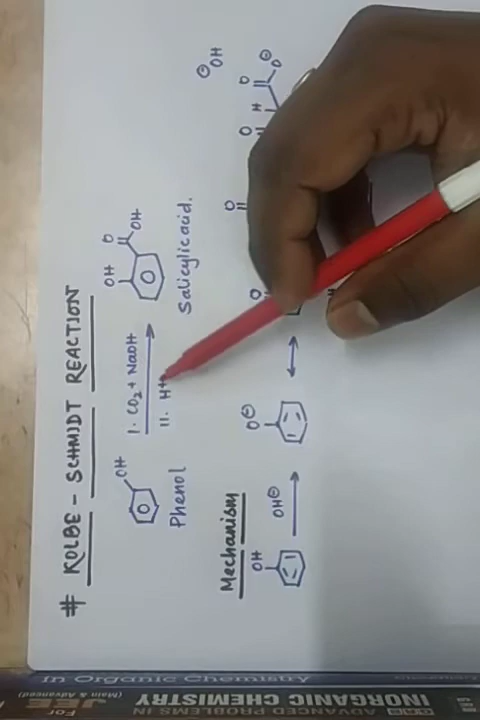 # KOLBE - SCHMIDT REACTION
OH
I. CO₂ + NaOH
II. H⁺
OH
O
OH
Phenol
Salicylic acid.
Mechanism
OH
OH⊖
O⊖
O
O
O
H
O
O⊖
⊖OH
In Organic Chemistry
For
JEE
(Main & Advanced)
ADVANCED PROBLEMS IN
INORGANIC CHEMISTRY